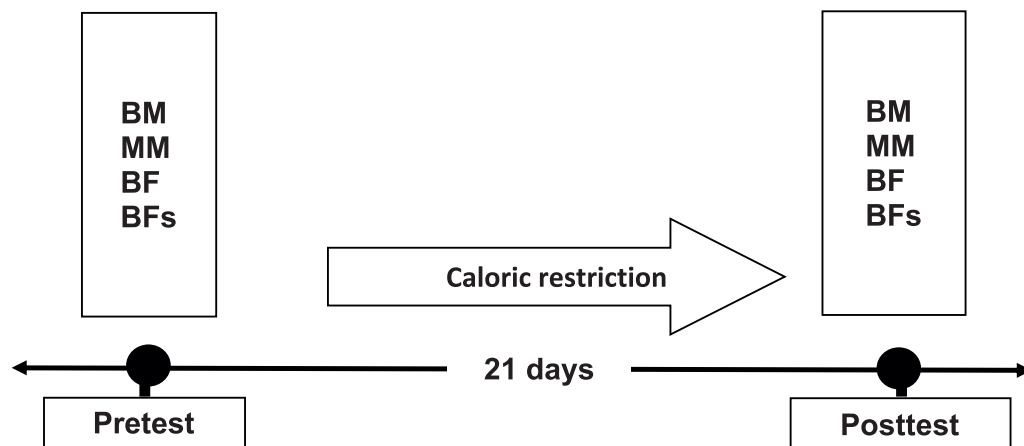 BM
MM
BF
BFs
BM
MM
BF
BFs
Caloric restriction
21 days
Pretest
Posttest